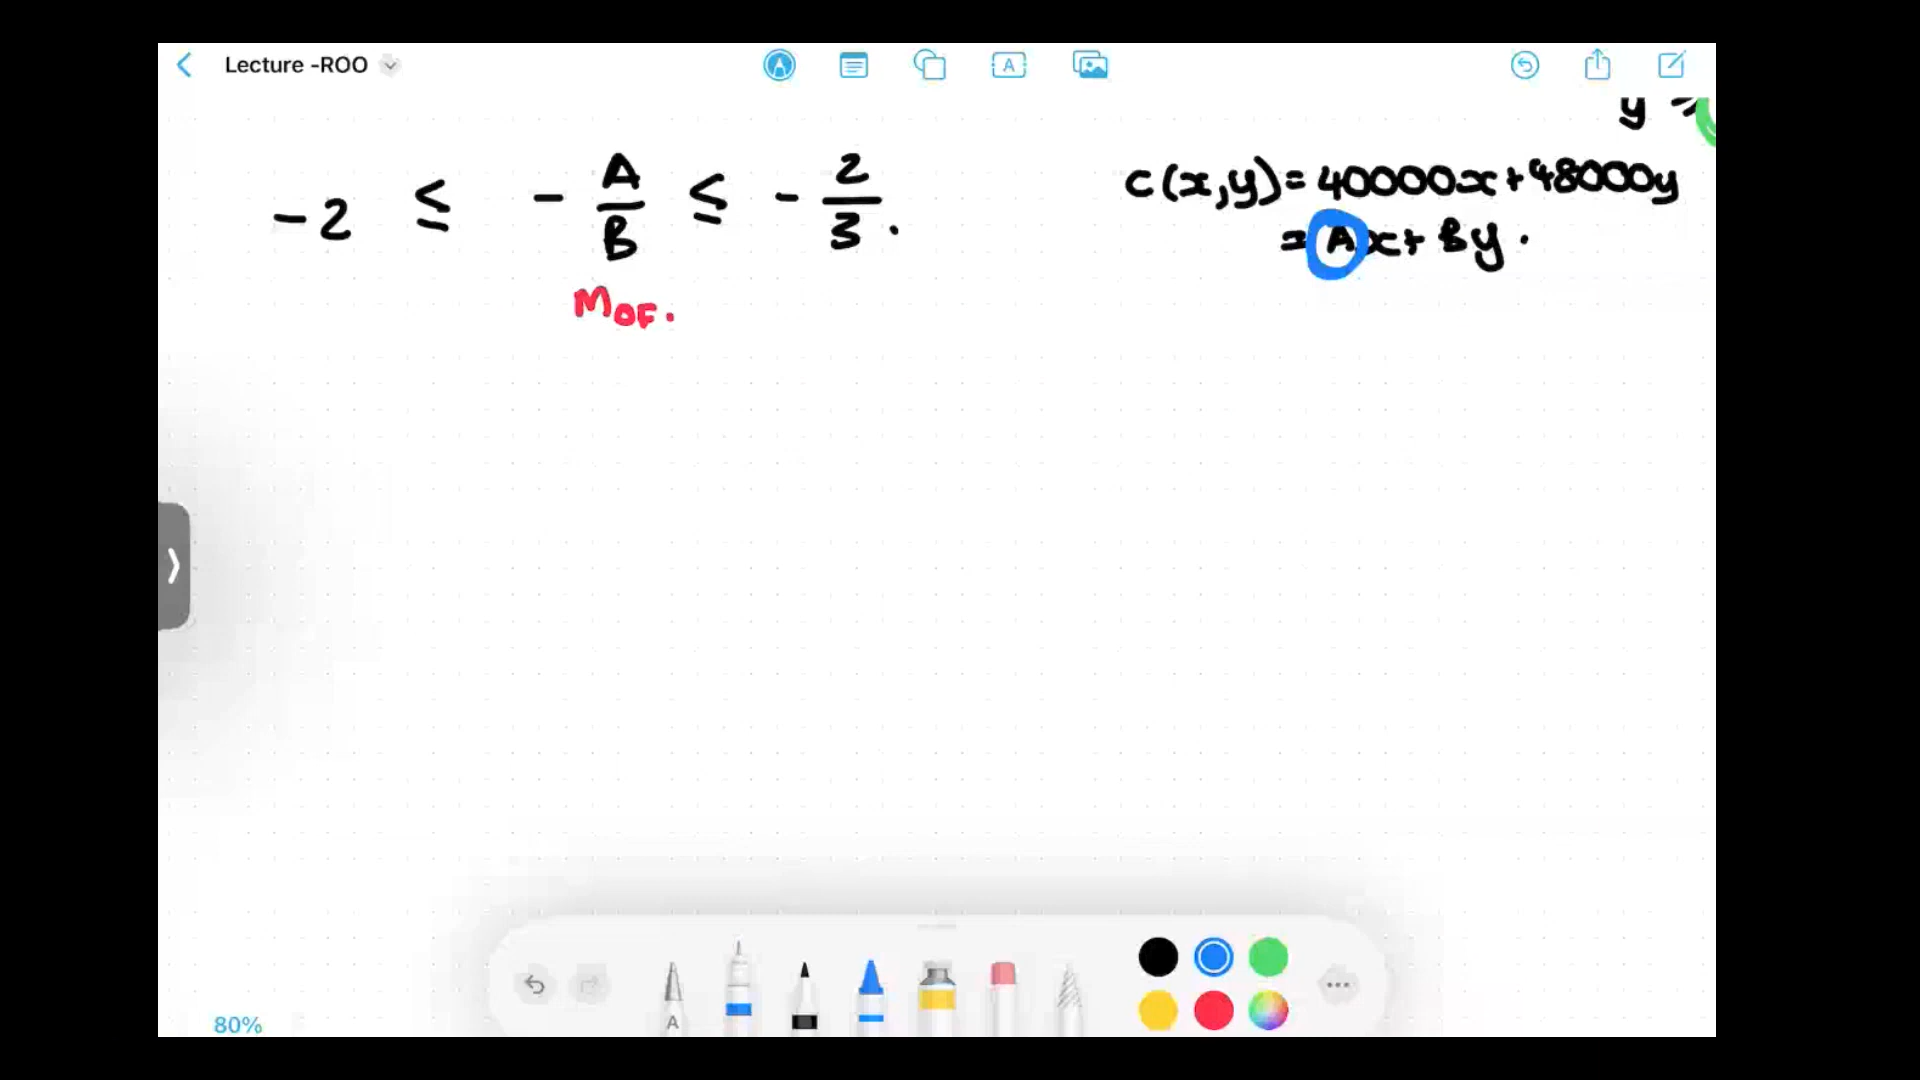 Lecture -ROO
A
y
-2 ≤ - A/B ≤ - 2/3 .
C(x,y) = 40000x + 48000y
= Ax + By .
MOF.
A
80%